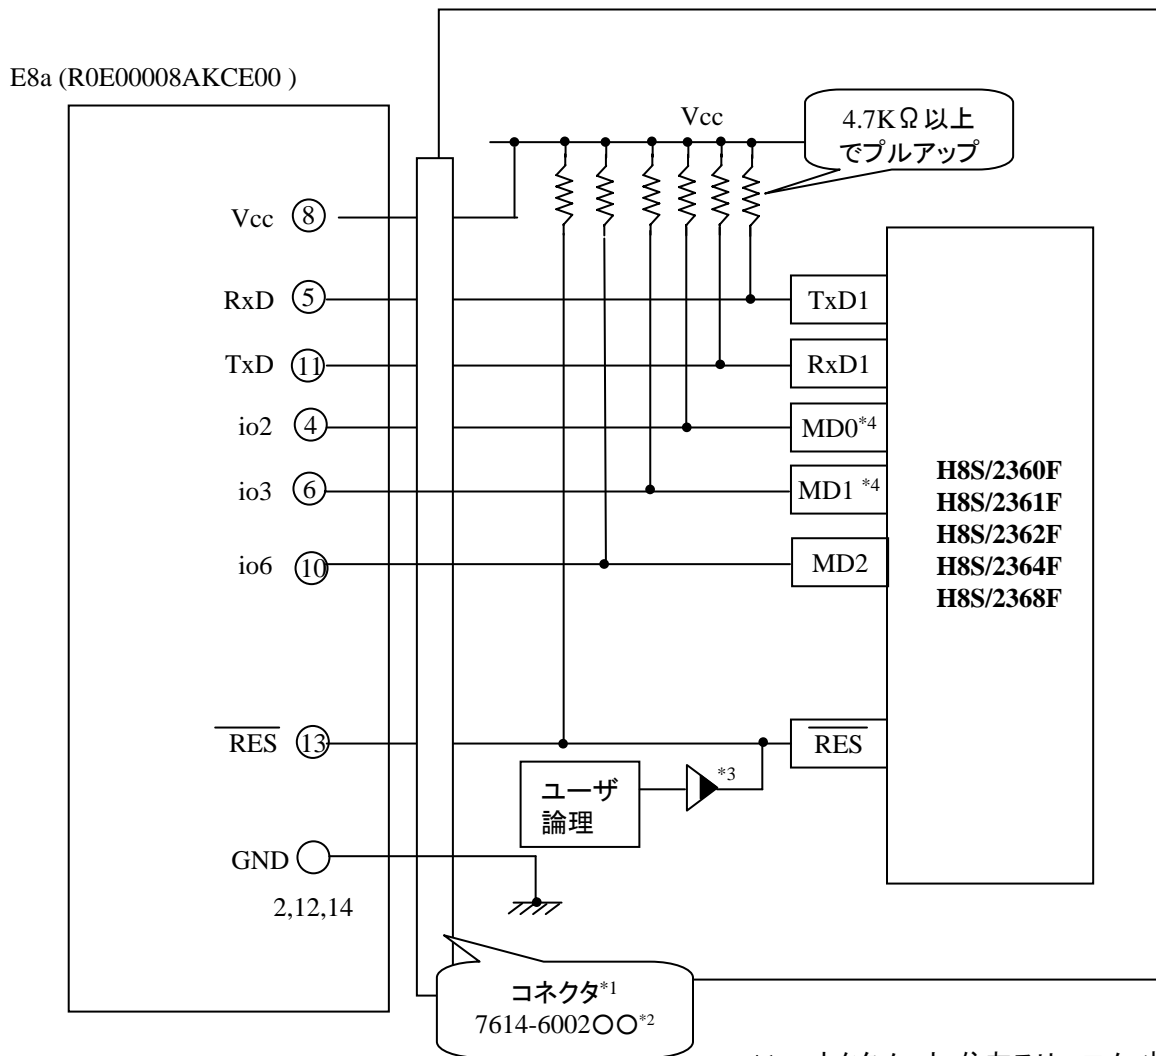 E8a (R0E00008AKCE00 )
Vcc
4.7KΩ以上
でプルアップ
Vcc 8
RxD 5
TxD1
TxD 11
RxD1
io2 4
MD0*4
io3 6
MD1 *4
io6 10
MD2
H8S/2360F
H8S/2361F
H8S/2362F
H8S/2364F
H8S/2368F
RES 13
RES
ユーザ
論理
*3
GND
2,12,14
コネクタ*1
7614-6002〇〇*2